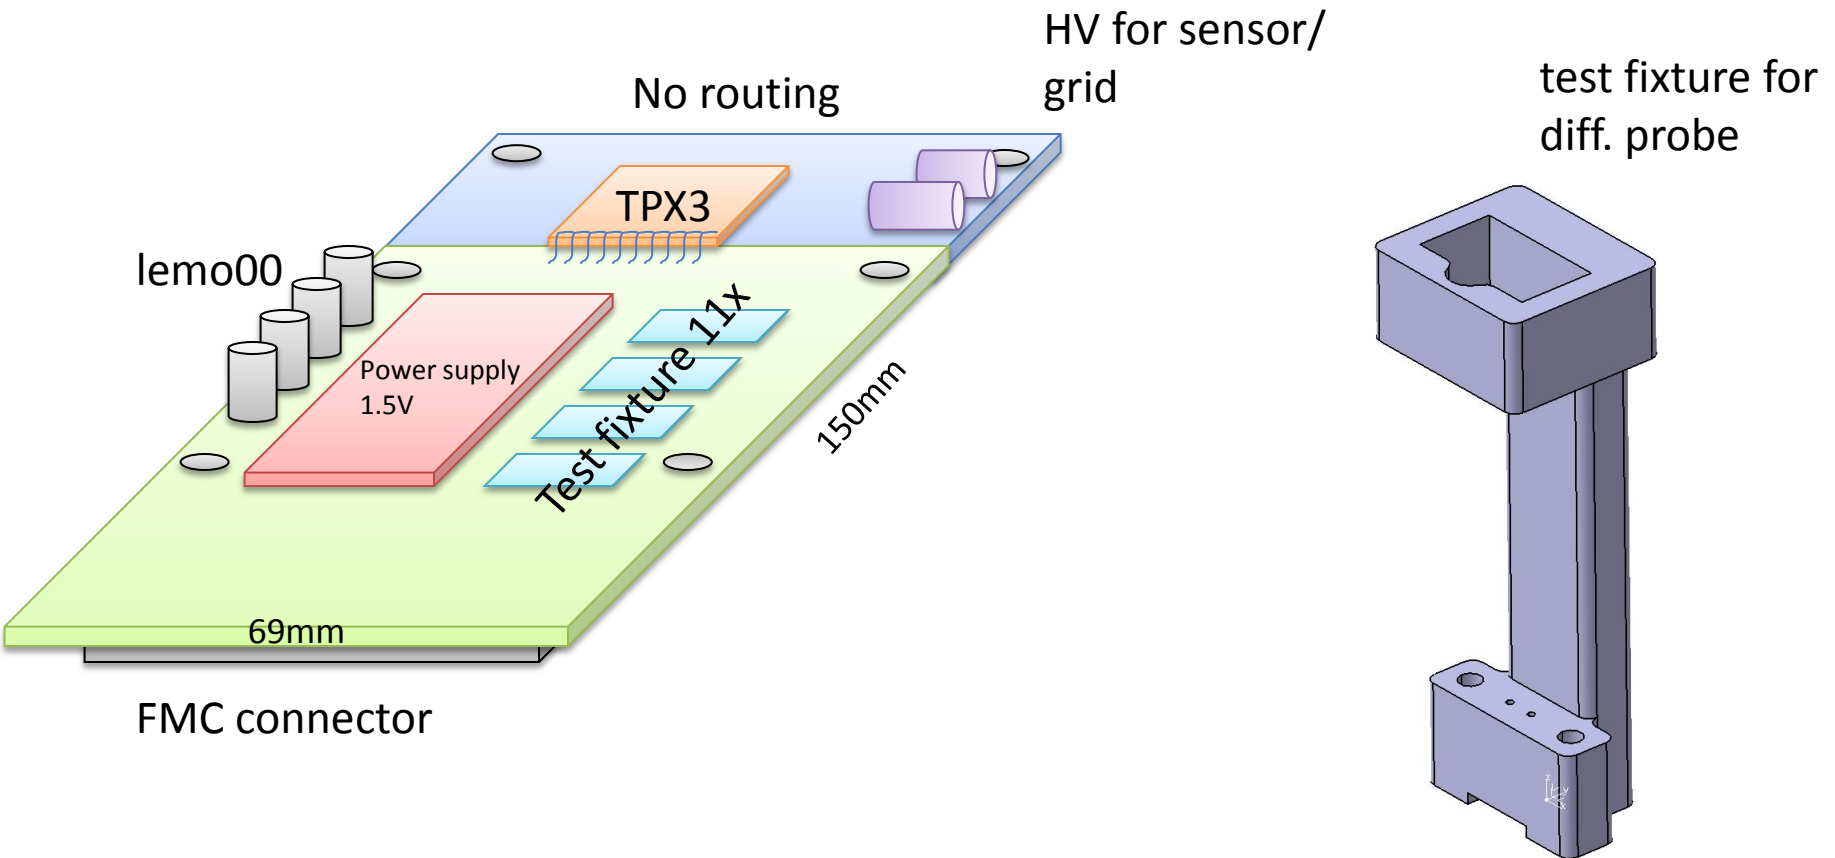 HV for sensor/
grid
test fixture for
diff. probe
No routing
TPX3
lemo00
Test fixture 11x
Power supply
1.5V
150mm
69mm
FMC connector